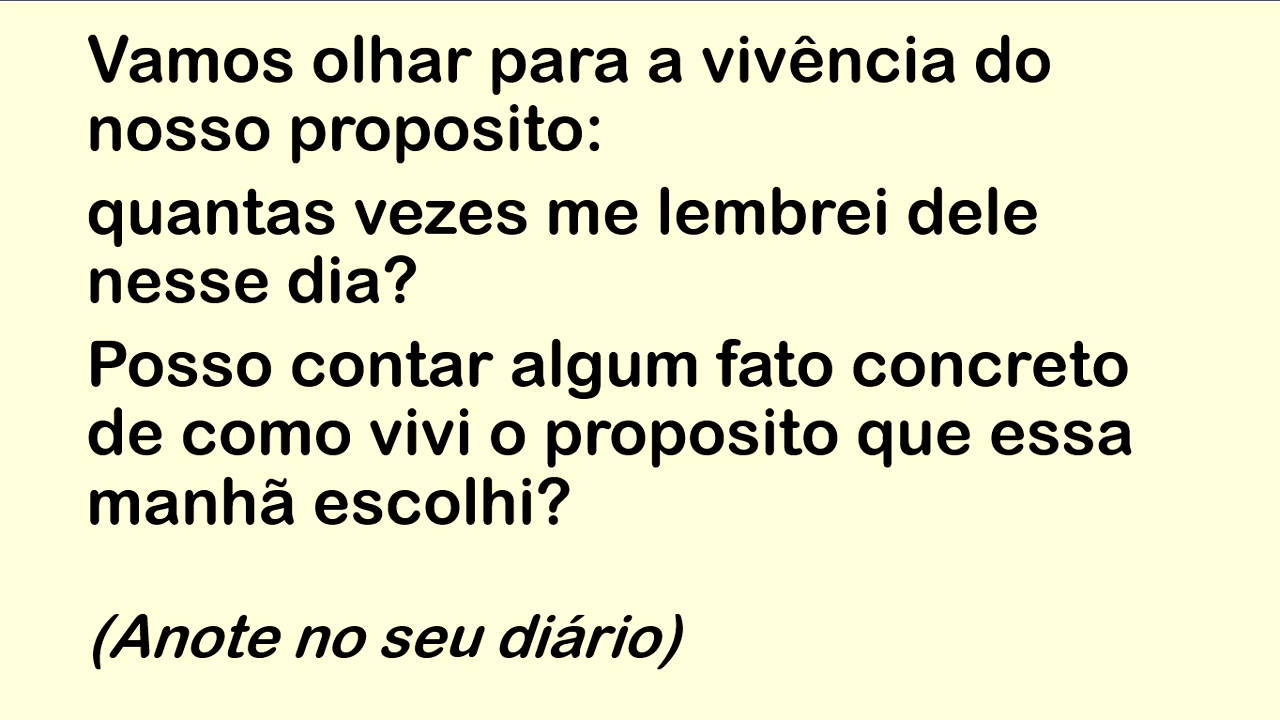 Vamos olhar para a vivência do
nosso proposito:
quantas vezes me lembrei dele
nesse dia?
Posso contar algum fato concreto
de como vivi o proposito que essa
manhã escolhi?
(Anote no seu diário)